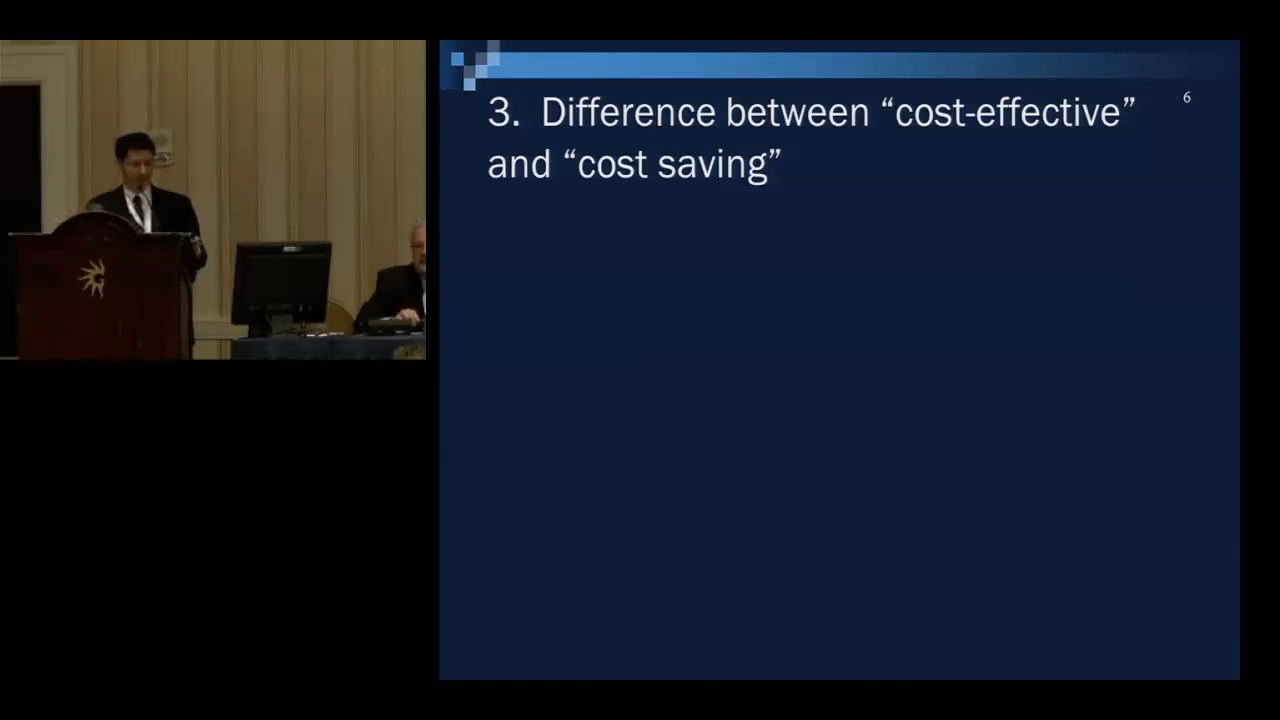 3. Difference between “cost-effective”
and “cost saving”
6